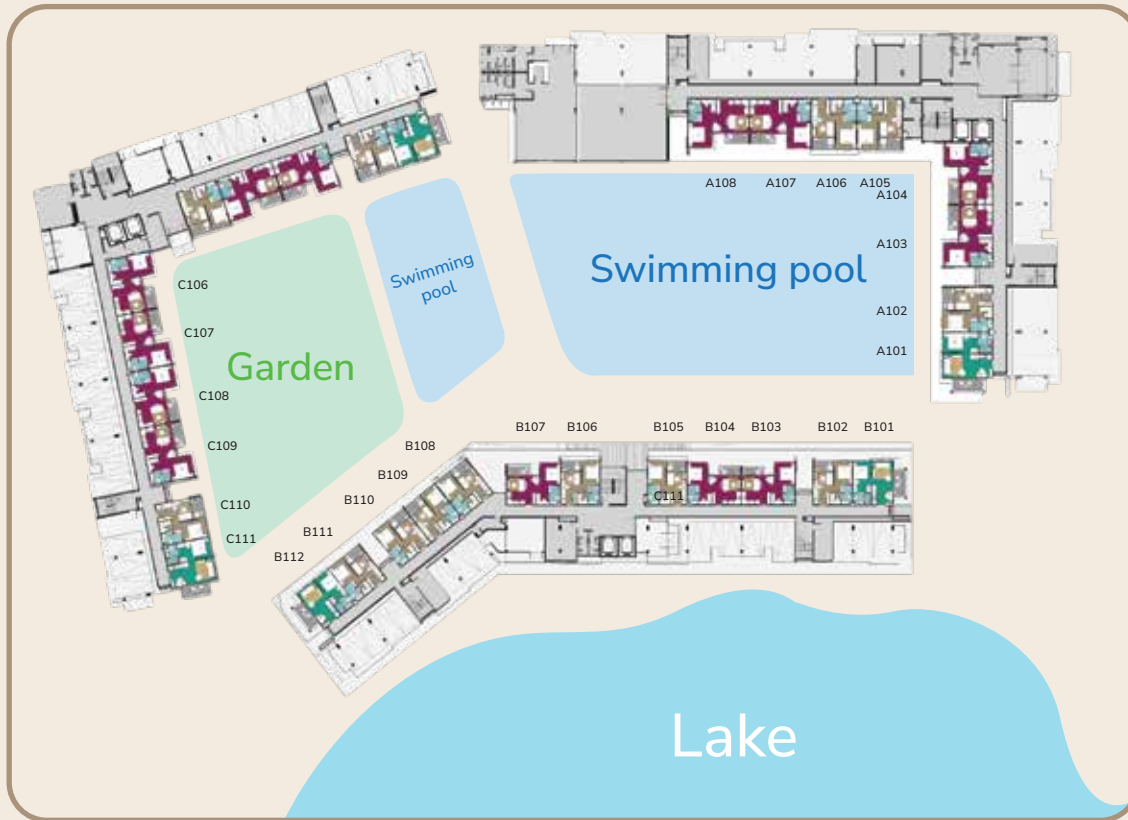 A108
A107
A106
A105
A104
A103
A102
A101
Swimming pool
Swimming
pool
Garden
C106
C107
C108
C109
C110
C111
B108
B109
B110
B111
B112
B107
B106
B105
B104
B103
B102
B101
C111
Lake